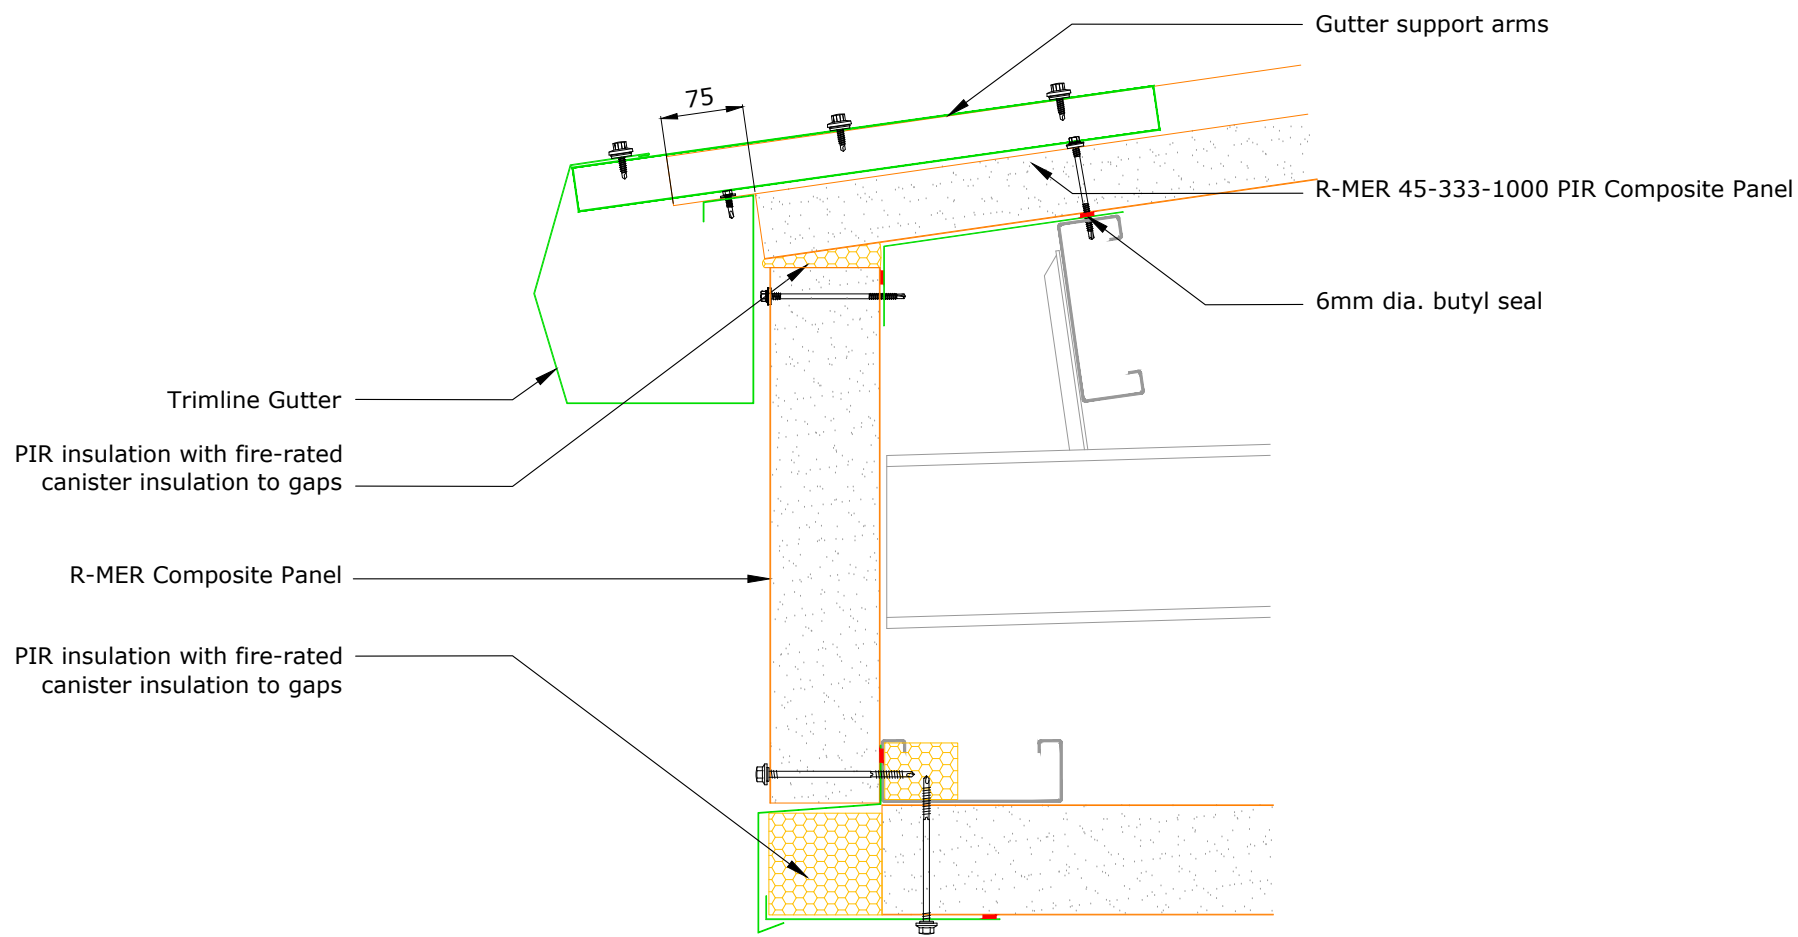 Gutter support arms
75
R-MER 45-333-1000 PIR Composite Panel
6mm dia. butyl seal
Trimline Gutter
PIR insulation with fire-rated
canister insulation to gaps
R-MER Composite Panel
PIR insulation with fire-rated
canister insulation to gaps